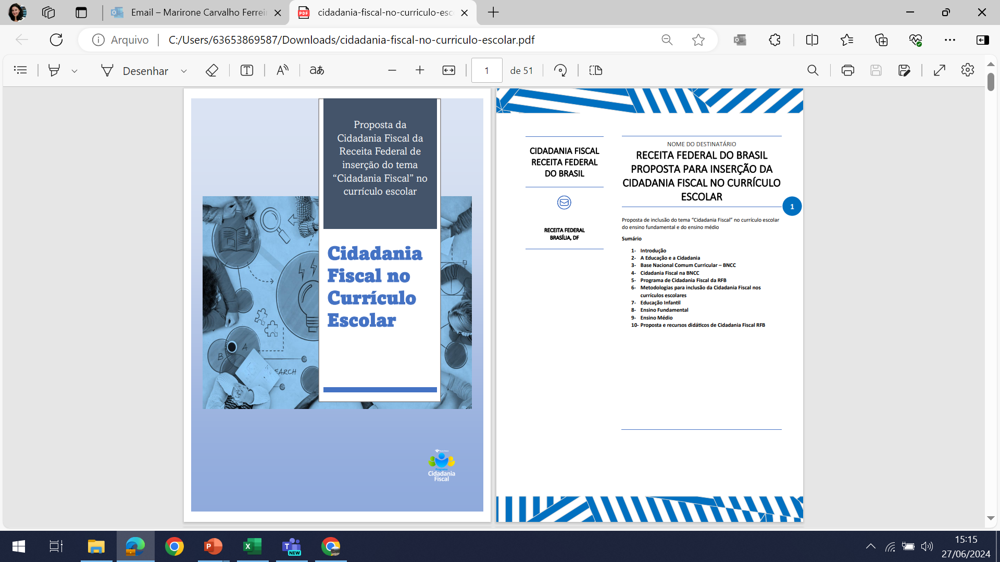 Email – Marirone Carvalho Ferrei
cidadania-fiscal-no-curriculo-esc
Arquivo
C:/Users/63653869587/Downloads/cidadania-fiscal-no-curriculo-escolar.pdf
Desenhar
1
de 51
Proposta da
Cidadania Fiscal da
Receita Federal de
inserção do tema
“Cidadania Fiscal” no
currículo escolar
Cidadania
Fiscal no
Currículo
Escolar
A
B
EARCH
Programa
Cidadania
Fiscal
CIDADANIA FISCAL
RECEITA FEDERAL
DO BRASIL
RECEITA FEDERAL
BRASÍLIA, DF
NOME DO DESTINATÁRIO
RECEITA FEDERAL DO BRASIL
PROPOSTA PARA INSERÇÃO DA
CIDADANIA FISCAL NO CURRÍCULO
ESCOLAR
1
Proposta de inclusão do tema “Cidadania Fiscal” no currículo escolar
do ensino fundamental e do ensino médio
Sumário
1- Introdução
2- A Educação e a Cidadania
3- Base Nacional Comum Curricular – BNCC
4- Cidadania Fiscal na BNCC
5- Programa de Cidadania Fiscal da RFB
6- Metodologias para inclusão da Cidadania Fiscal nos
currículos escolares
7- Educação Infantil
8- Ensino Fundamental
9- Ensino Médio
10- Proposta e recursos didáticos de Cidadania Fiscal RFB
NEW
15:15
27/06/2024